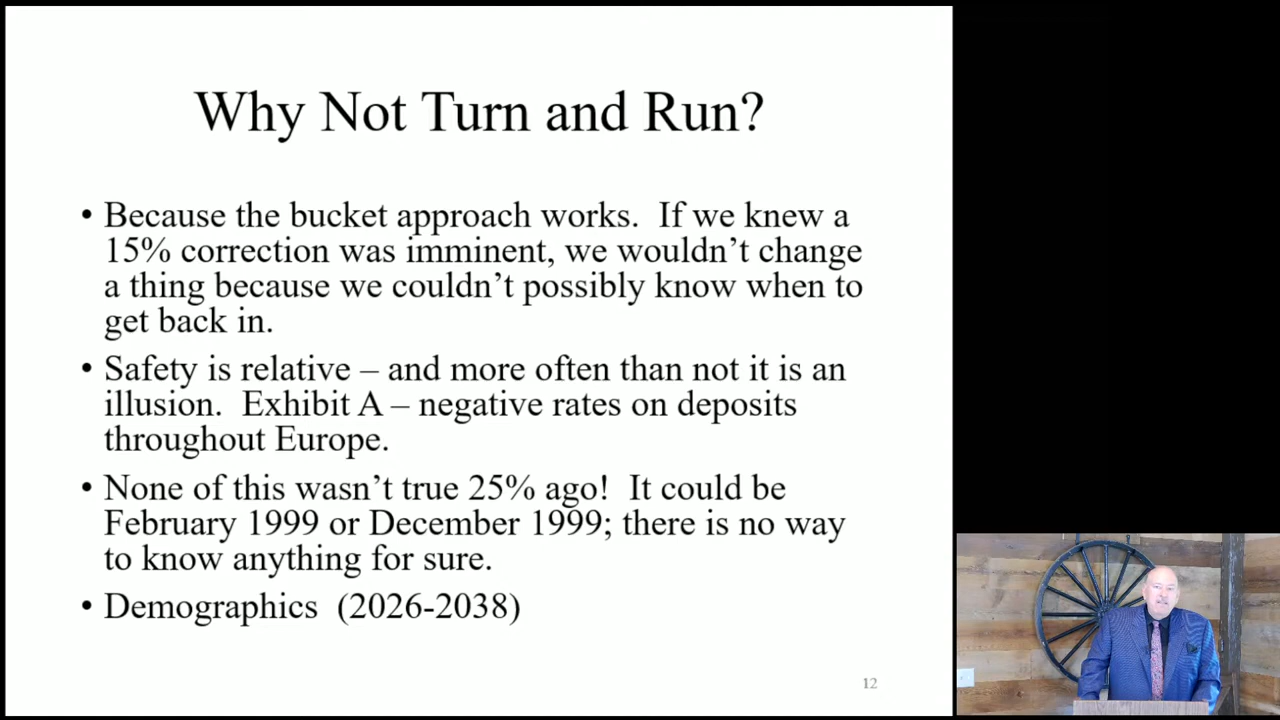 Why Not Turn and Run?
• Because the bucket approach works.  If we knew a
15% correction was imminent, we wouldn’t change
a thing because we couldn’t possibly know when to
get back in.
• Safety is relative – and more often than not it is an
illusion.  Exhibit A – negative rates on deposits
throughout Europe.
• None of this wasn’t true 25% ago!  It could be
February 1999 or December 1999; there is no way
to know anything for sure.
• Demographics  (2026-2038)
12